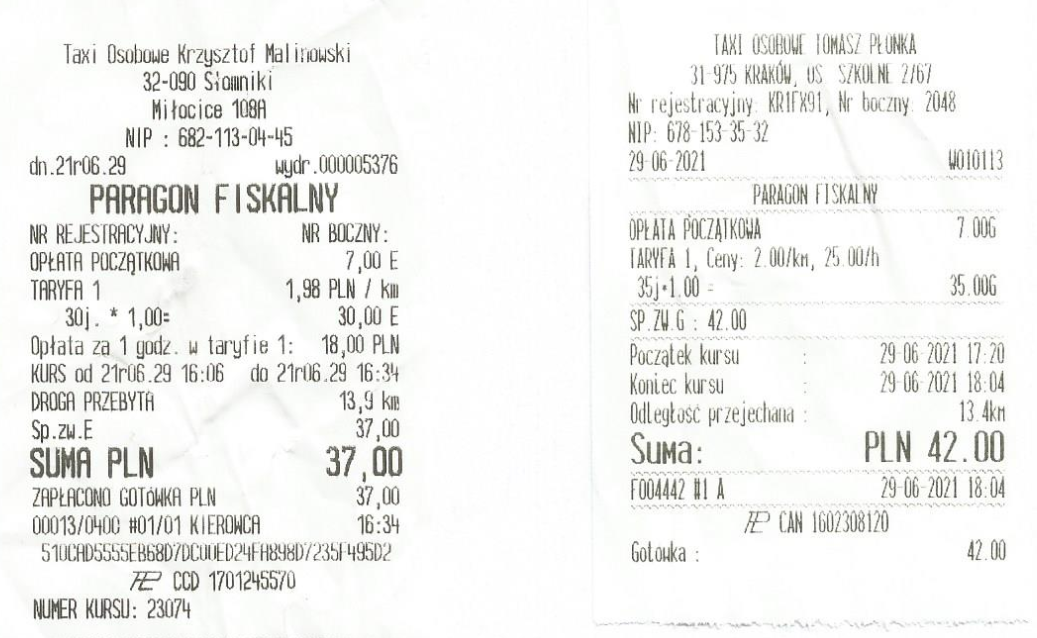 Taxi Osobowe Krzysztof Malinowski
32-090 Słomniki
Miłocice 108A
NIP : 682-113-04-45
dn.21r06.29 wydr.000005376
PARAGON FISKALNY
NR REJESTRACYJNY: NR BOCZNY:
OPŁATA POCZĄTKOWA 7,00 E
TARYFA 1 1,98 PLN / km
30j. * 1,00= 30,00 E
Opłata za 1 godz. w taryfie 1: 18,00 PLN
KURS od 21r06.29 16:06 do 21r06.29 16:34
DROGA PRZEBYTA 13,9 km
Sp.zw.E 37,00
SUMA PLN 37,00
ZAPŁACONO GOTÓWKA PLN 37,00
00013/0400 #01/01 KIEROWCA 16:34
CCD 1701245570
NUMER KURSU: 23074
TAXI OSOBOWE TOMASZ PŁONKA
31-975 KRAKÓW, OS. SZKOLNE 2/67
Nr rejestracyjny: KR1FX91, Nr boczny: 2048
NIP: 678-153-35-32
29-06-2021 W010113
PARAGON FISKALNY
OPŁATA POCZĄTKOWA 7.00G
TARYFA 1, Ceny: 2.00/km, 25.00/h
35j*1.00 = 35.00G
SP.ZW.G : 42.00
Początek kursu : 29-06-2021 17:20
Koniec kursu : 29-06-2021 18:04
Odległość przejechana : 13.4km
Suma: PLN 42.00
F004442 #1 A 29-06-2021 18:04
CAN 1602308120
Gotówka : 42.00